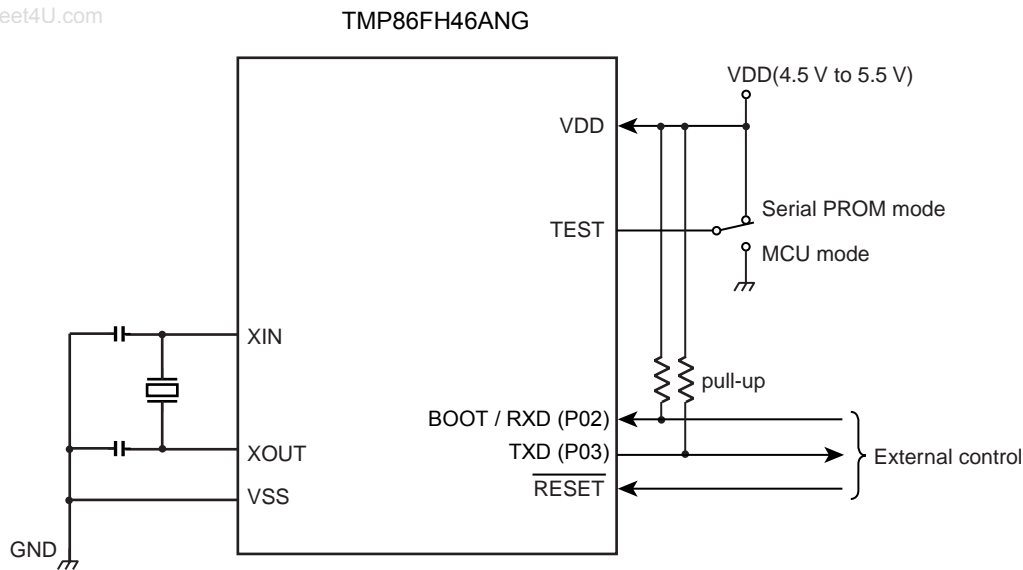 eet4U.com
TMP86FH46ANG
VDD(4.5 V to 5.5 V)
VDD
Serial PROM mode
TEST
MCU mode
XIN
pull-up
BOOT / RXD (P02)
XOUT
TXD (P03)
External control
RESET
VSS
GND